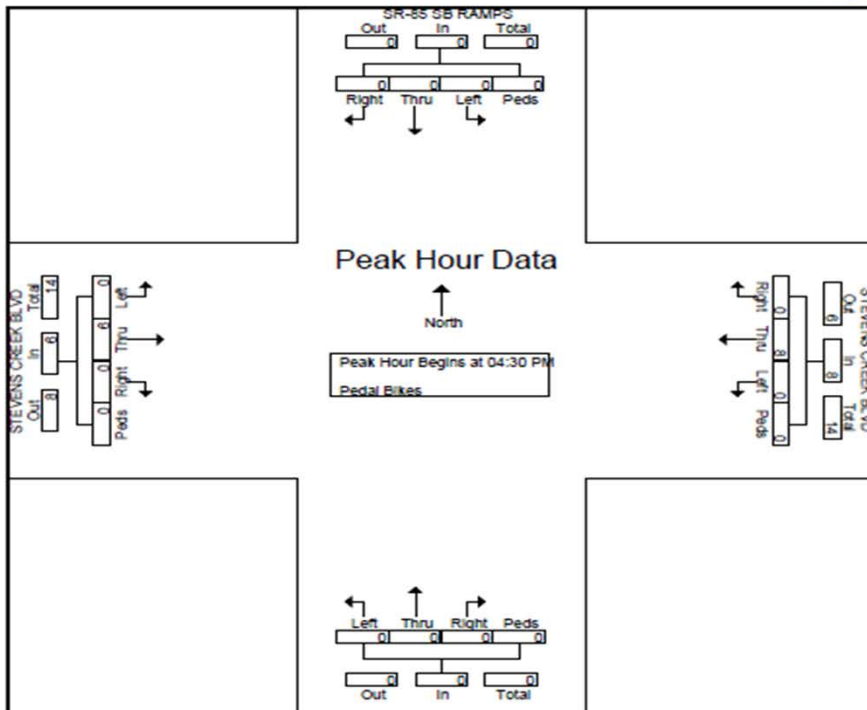 SR-85 SB RAMPS
Out In Total
0 0 0
0 0 0 0
Right Thru Left Peds
Peak Hour Data
North
Peak Hour Begins at 04:30 PM
Pedal Bikes
STEVENS CREEK BLVD
Out In Total
8 6 14
0 0 6 0
Peds Right Thru Left
STEVENS CREEK BLVD
Out In Total
6 8 14
0 8 0 0
Right Thru Left Peds
Left Thru Right Peds
0 0 0 0
0 0 0
Out In Total